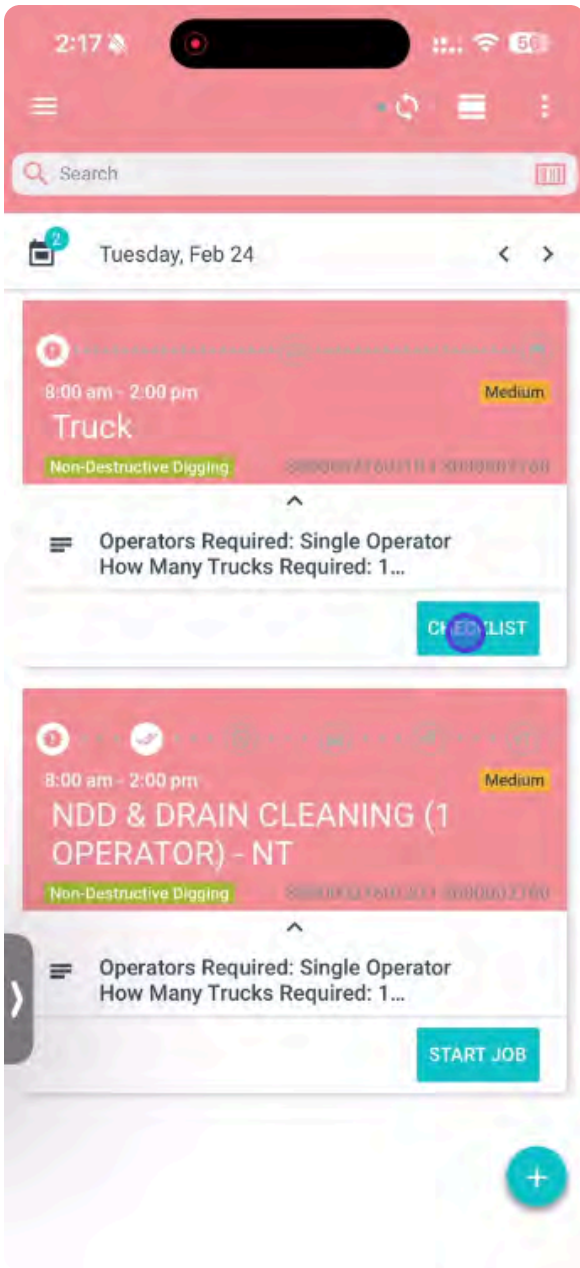 2:17
Search
2
Tuesday, Feb 24
8:00 am - 2:00 pm
Medium
Truck
Non-Destructive Digging
Operators Required: Single Operator
How Many Trucks Required: 1...
CHECKLIST
8:00 am - 2:00 pm
Medium
NDD & DRAIN CLEANING (1
OPERATOR) - NT
Non-Destructive Digging
Operators Required: Single Operator
How Many Trucks Required: 1...
START JOB